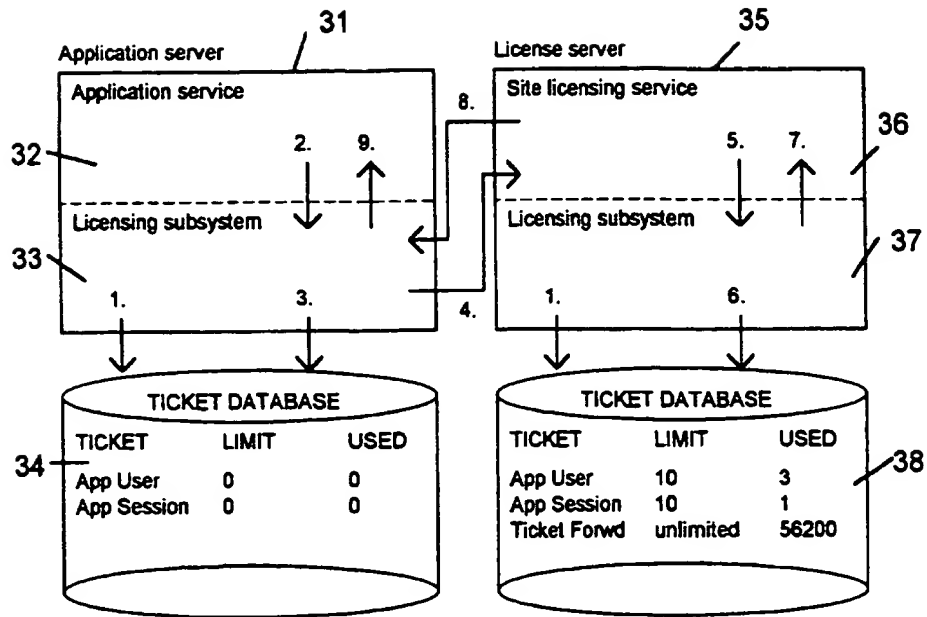 31
35
Application server
License server
Application service
Site licensing service
8.
32
2.
9.
5.
7.
36
Licensing subsystem
Licensing subsystem
33
37
1.
3.
4.
1.
6.
TICKET DATABASE
TICKET LIMIT USED
App User 0 0
App Session 0 0
34
TICKET DATABASE
TICKET LIMIT USED
App User 10 3
App Session 10 1
Ticket Forwd unlimited 56200
38